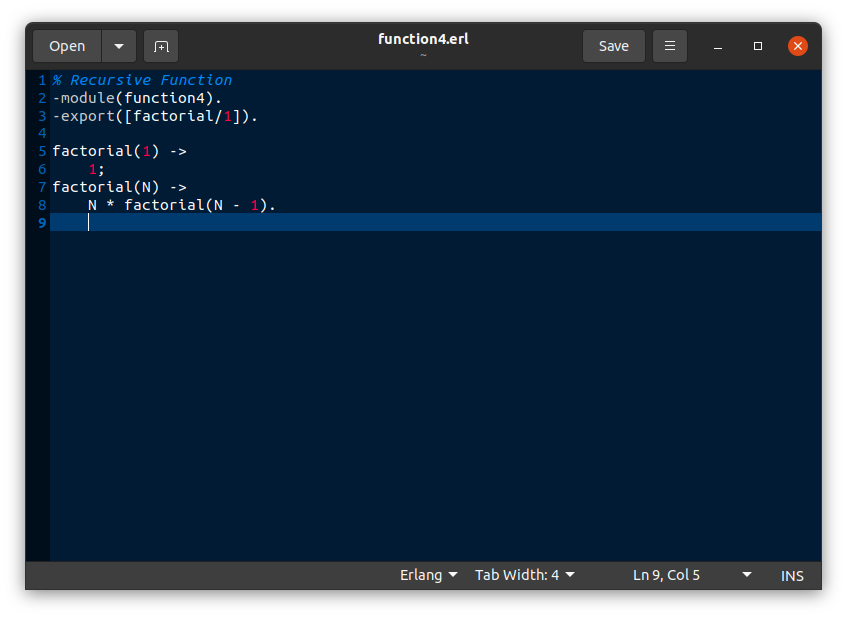 Open
function4.erl
~
Save
1 % Recursive Function
2 -module(function4).
3 -export([factorial/1]).
4
5 factorial(1) ->
6     1;
7 factorial(N) ->
8     N * factorial(N - 1).
9
Erlang Tab Width: 4 Ln 9, Col 5 INS